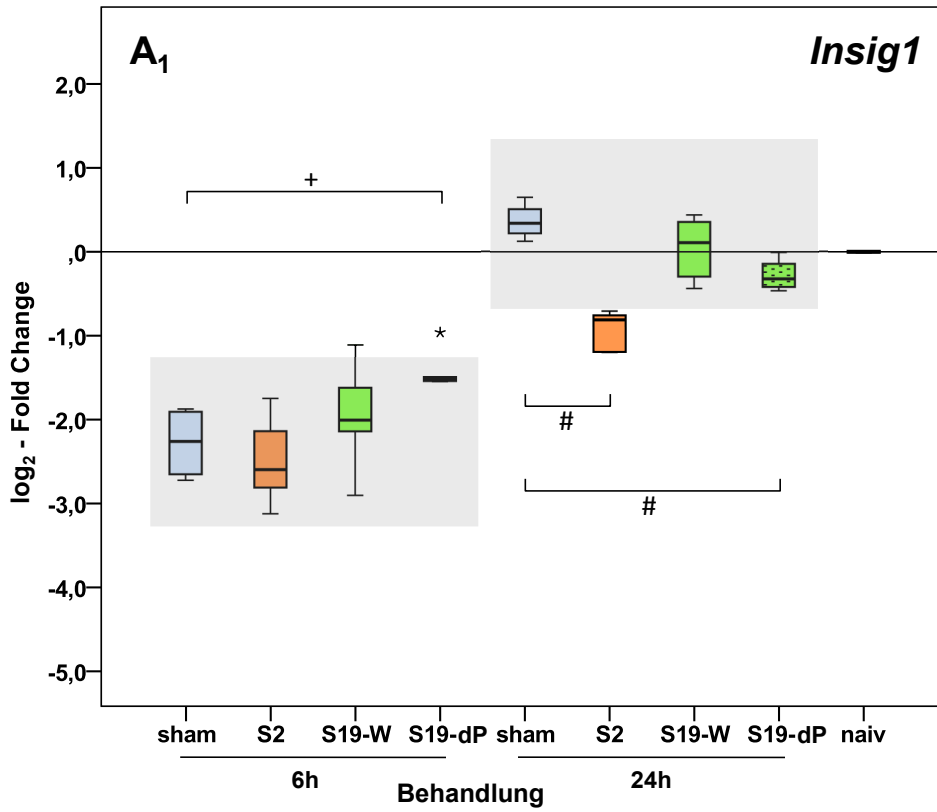 A₁
Insig1
2,0
1,0
,0
-1,0
-2,0
-3,0
-4,0
-5,0
log₂ - Fold Change
+
*
#
#
sham S2 S19-W S19-dP sham S2 S19-W S19-dP naiv
6h 24h
Behandlung